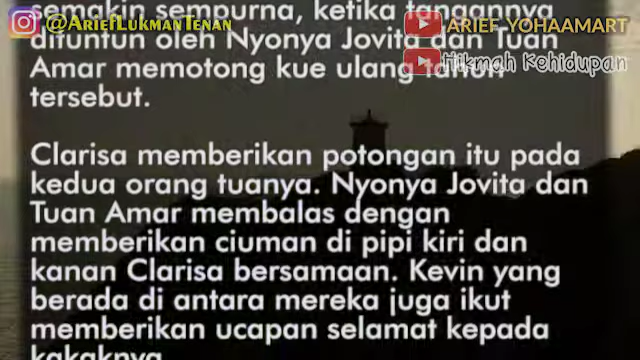 semakin sempurna, ketika tangannya
@AriefLukmanTenan
ARIEF YOHAAMART
dituntun oleh Nyonya Jovita dan Tuan
Hikmah Kehidupan
Amar memotong kue ulang tahun
tersebut.
Clarisa memberikan potongan itu pada
kedua orang tuanya. Nyonya Jovita dan
Tuan Amar membalas dengan
memberikan ciuman di pipi kiri dan
kanan Clarisa bersamaan. Kevin yang
berada di antara mereka juga ikut
memberikan ucapan selamat kepada
kakaknya